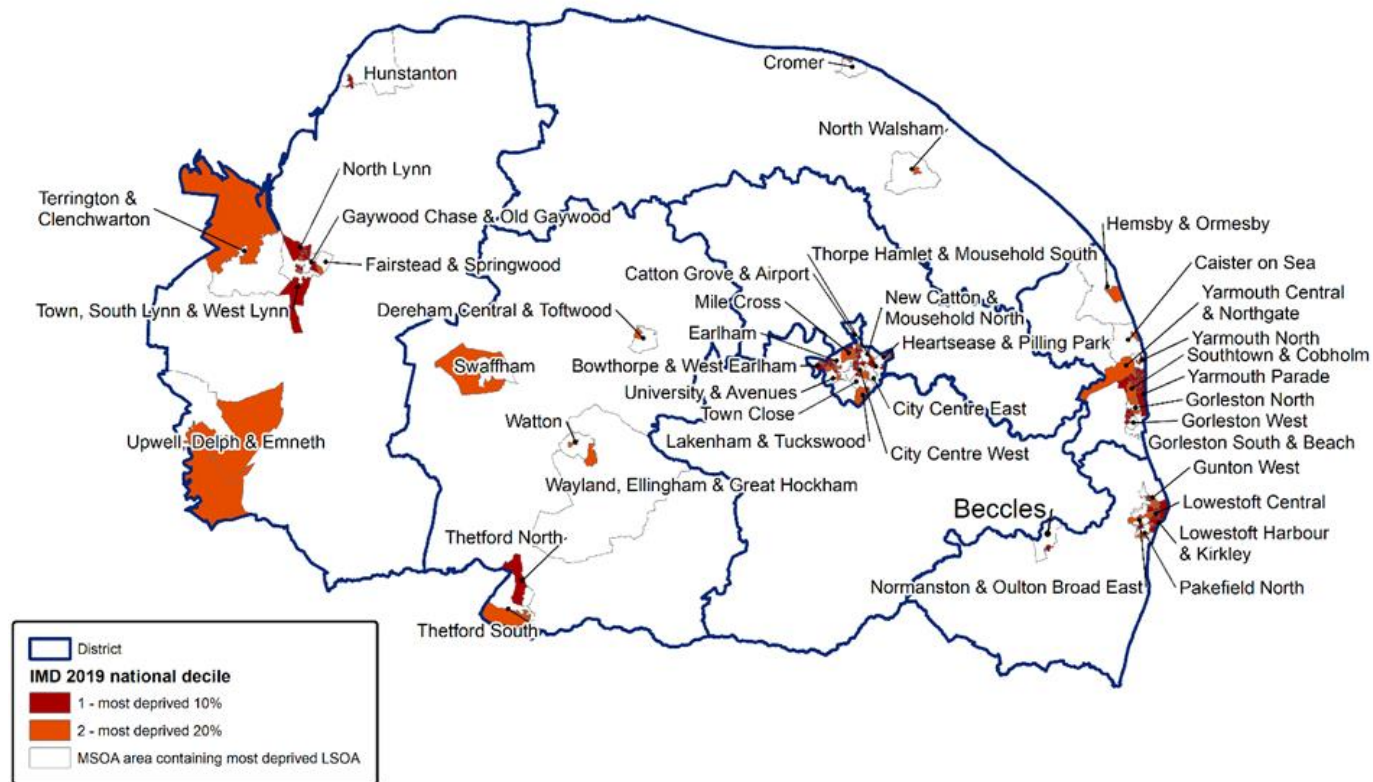 Cromer
Hunstanton
North Walsham
North Lynn
Terrington &
Clenchwarton
Gaywood Chase & Old Gaywood
Hemsby & Ormesby
Thorpe Hamlet & Mousehold South
Fairstead & Springwood
Catton Grove & Airport
Caister on Sea
Mile Cross
New Catton &
Mousehold North
Yarmouth Central
& Northgate
Town, South Lynn & West Lynn
Dereham Central & Toftwood
Earlham
Yarmouth North
Heartsease & Pilling Park
Southtown & Cobholm
Swaffham
Bowthorpe & West Earlham
Yarmouth Parade
University & Avenues
Gorleston North
Town Close
City Centre East
Gorleston West
Watton
Upwell, Delph & Emneth
Lakenham & Tuckswood
Gorleston South & Beach
City Centre West
Gunton West
Wayland, Ellingham & Great Hockham
Lowestoft Central
Beccles
Thetford North
Lowestoft Harbour
& Kirkley
Normanston & Oulton Broad East
Pakefield North
Thetford South
District
IMD 2019 national decile
1 - most deprived 10%
2 - most deprived 20%
MSOA area containing most deprived LSOA